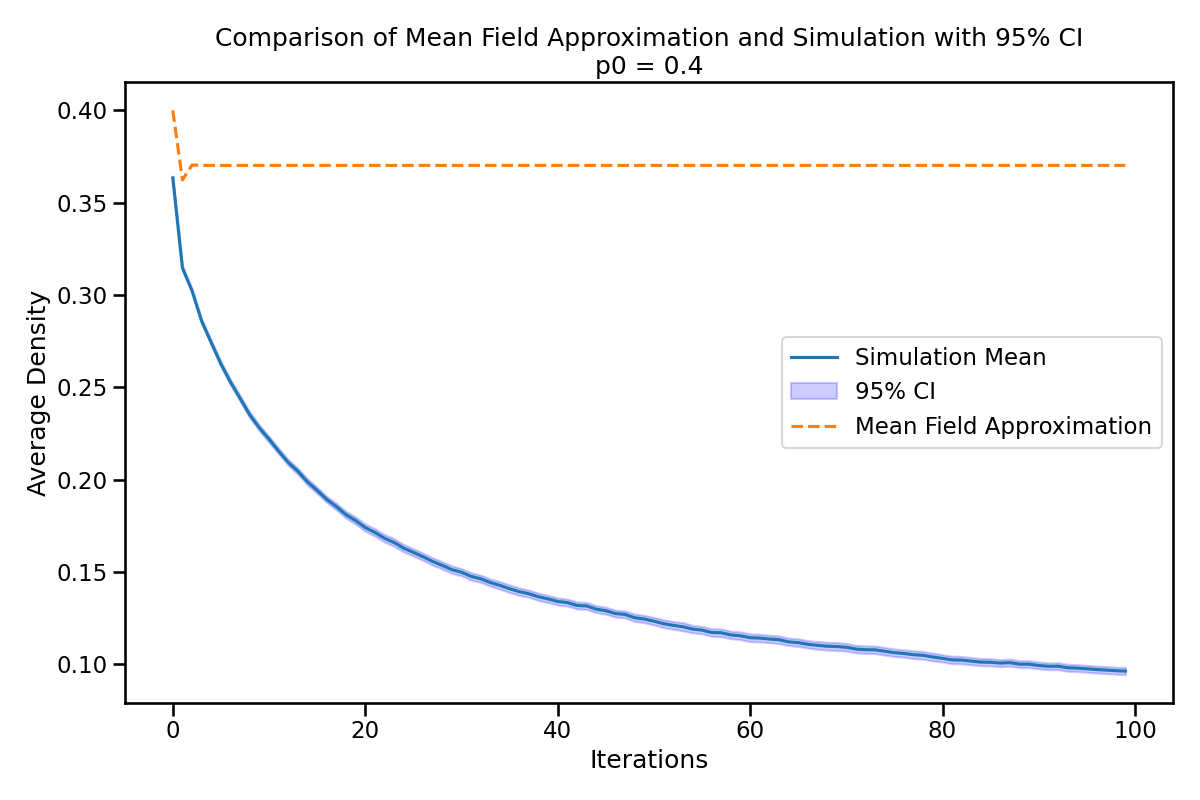 Comparison of Mean Field Approximation and Simulation with 95% CI
p0 = 0.4
Average Density
0.40
0.35
0.30
0.25
0.20
0.15
0.10
Simulation Mean
95% CI
Mean Field Approximation
0 20 40 60 80 100
Iterations